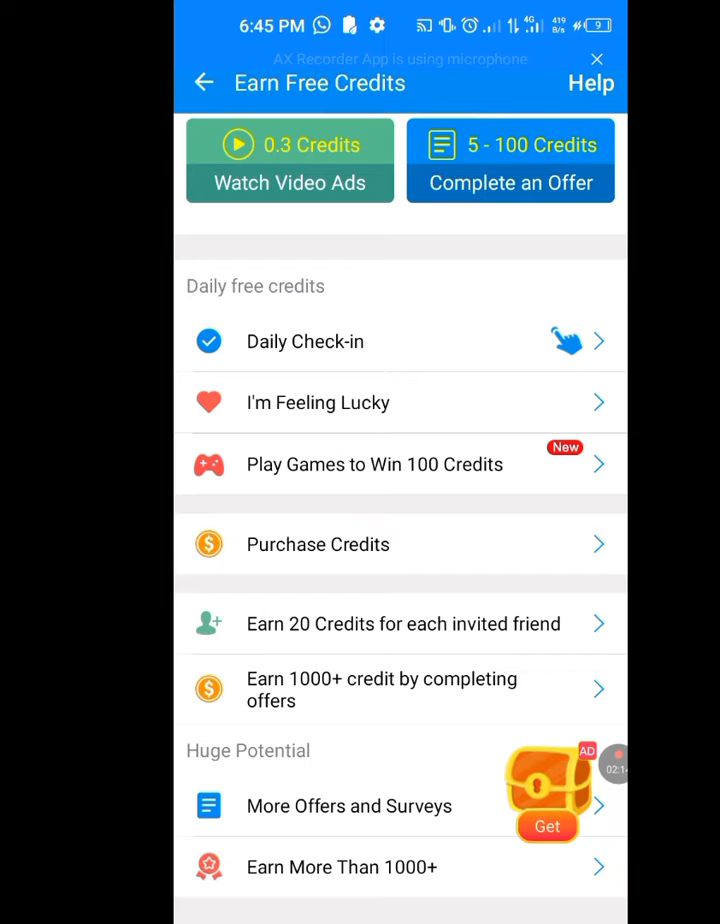 6:45 PM
4G
419 B/s
9
AX Recorder App is using microphone
Earn Free Credits
Help
0.3 Credits
5 - 100 Credits
Watch Video Ads
Complete an Offer
Daily free credits
Daily Check-in
I'm Feeling Lucky
New
Play Games to Win 100 Credits
Purchase Credits
Earn 20 Credits for each invited friend
Earn 1000+ credit by completing
offers
Huge Potential
AD
More Offers and Surveys
Get
Earn More Than 1000+